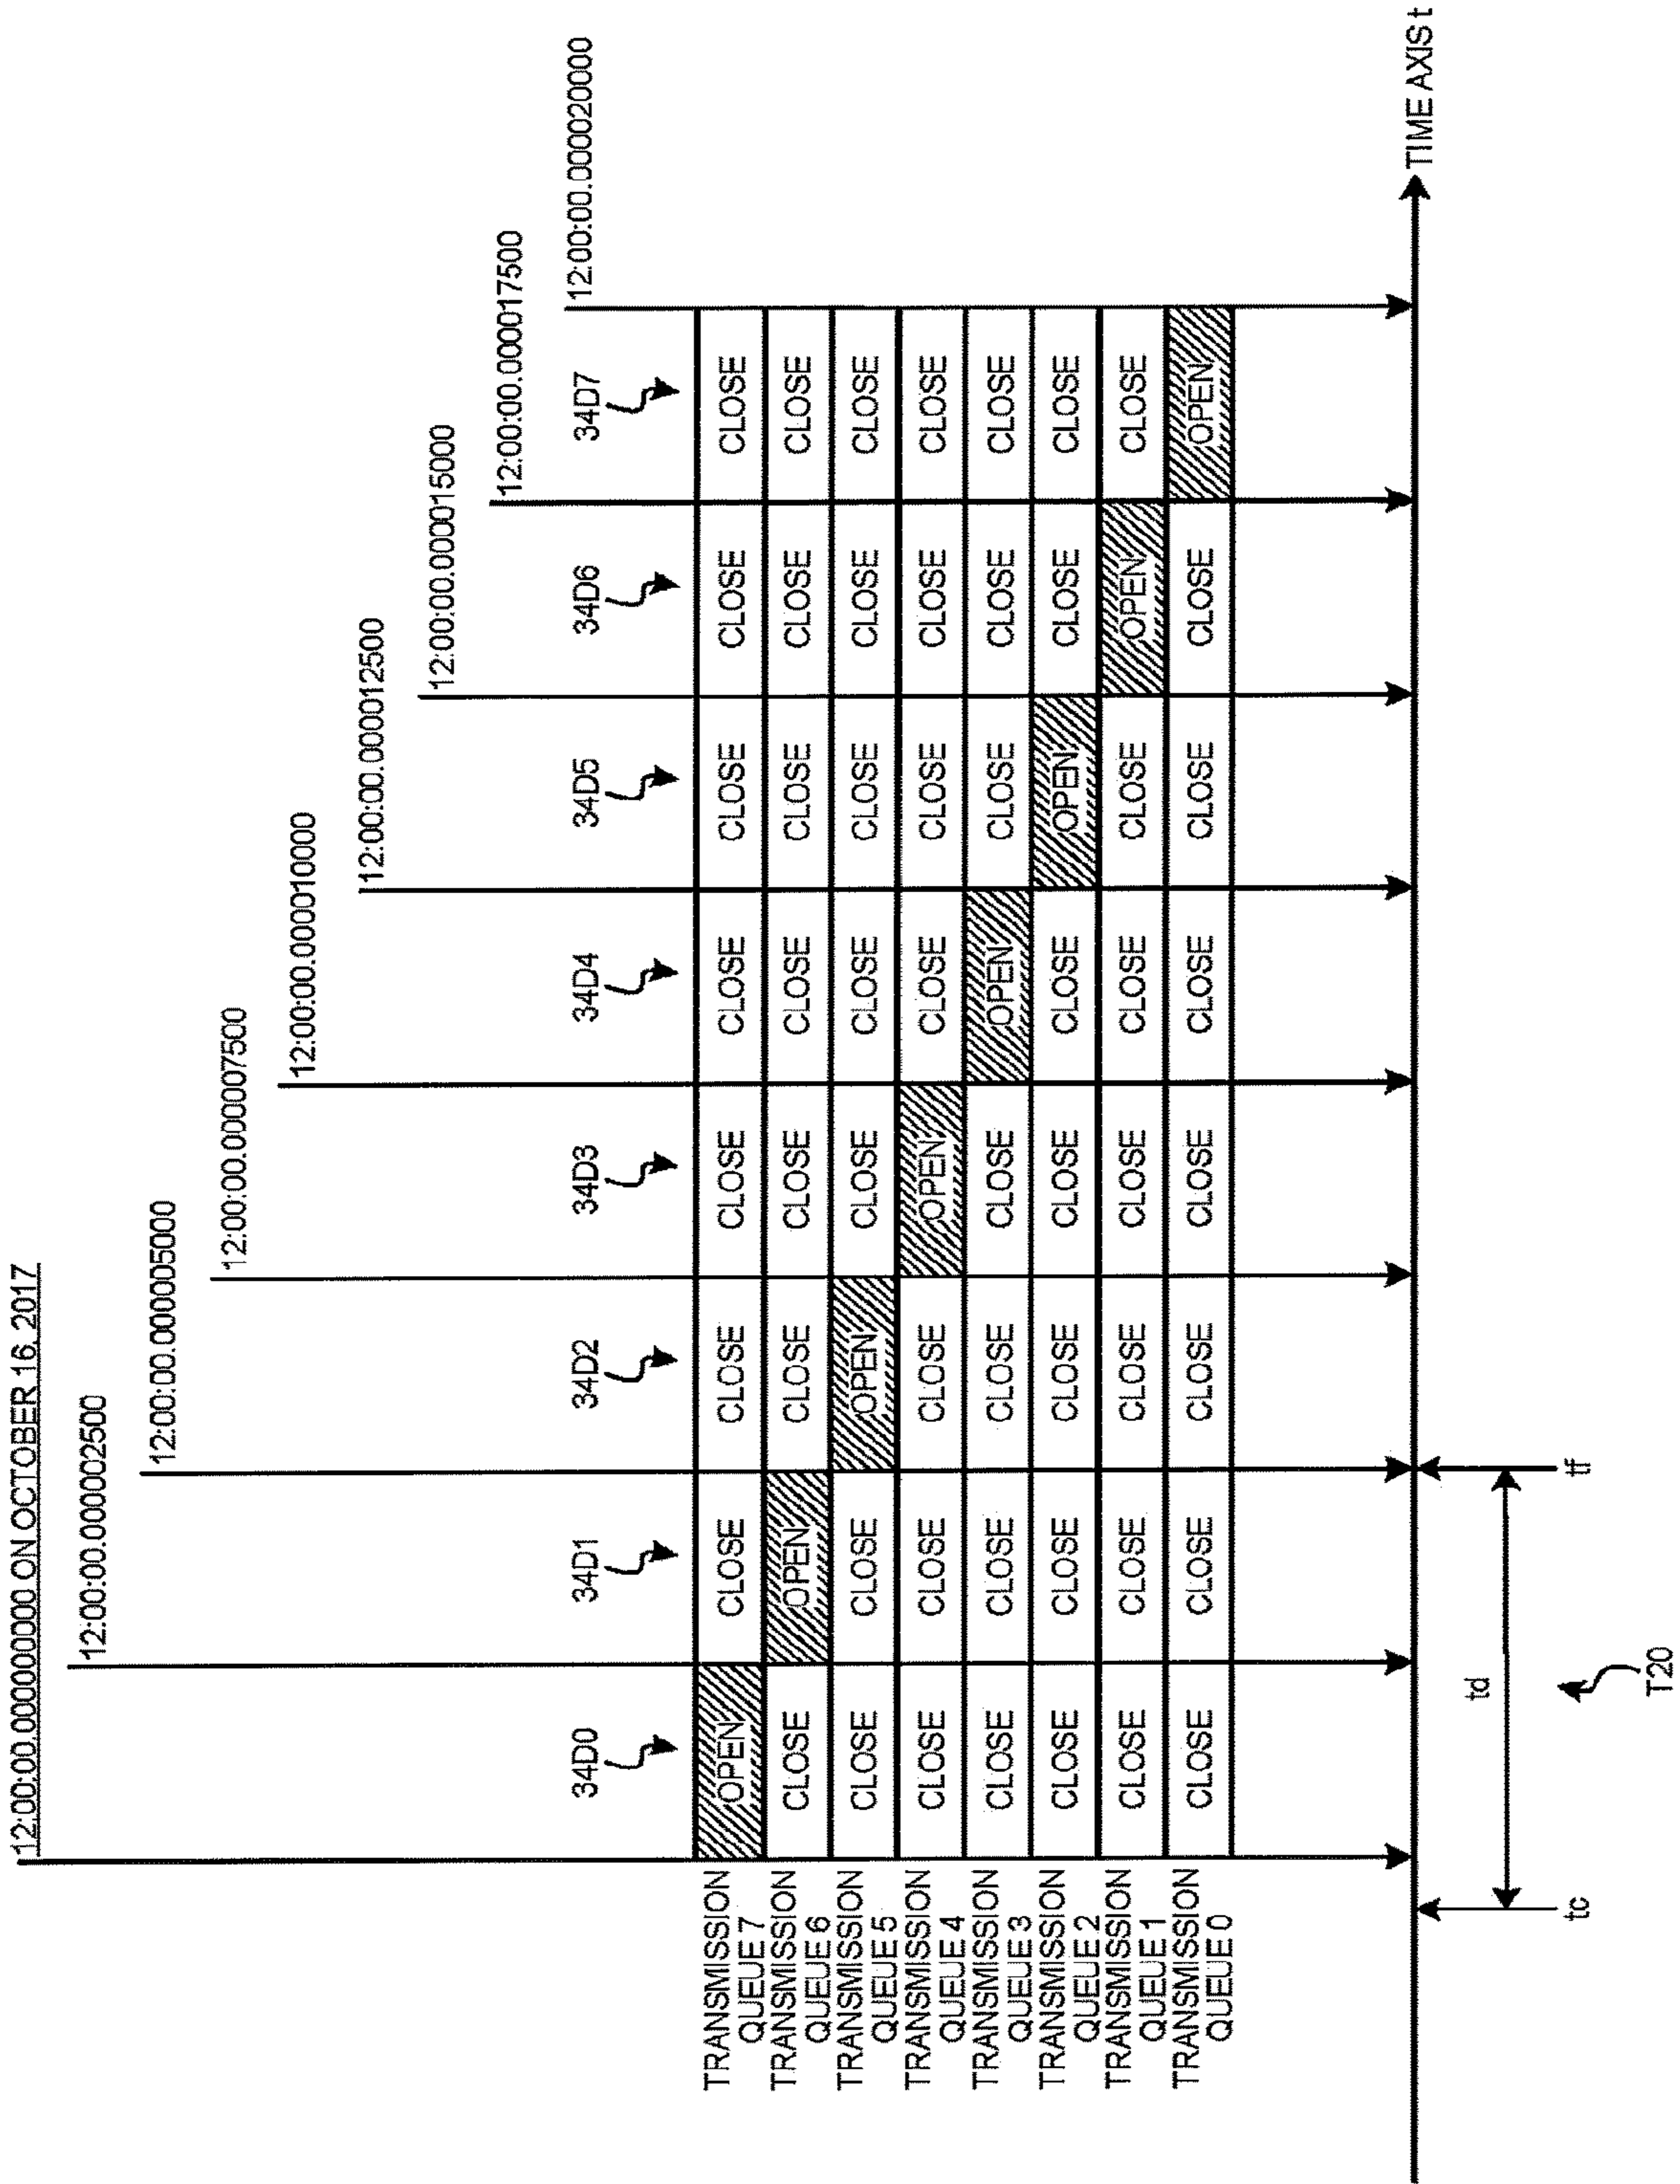 12:00:00.000000000 ON OCTOBER 16, 2017
12:00:00.000002500
12:00:00.000005000
12:00:00.000007500
12:00:00.000010000
12:00:00.000012500
12:00:00.000015000
12:00:00.000017500
12:00:00.000020000
34D0 34D1 34D2 34D3 34D4 34D5 34D6 34D7
TRANSMISSION
QUEUE 7
OPEN CLOSE CLOSE CLOSE CLOSE CLOSE CLOSE CLOSE
TRANSMISSION
QUEUE 6
CLOSE OPEN CLOSE CLOSE CLOSE CLOSE CLOSE CLOSE
TRANSMISSION
QUEUE 5
CLOSE CLOSE OPEN CLOSE CLOSE CLOSE CLOSE CLOSE
TRANSMISSION
QUEUE 4
CLOSE CLOSE CLOSE OPEN CLOSE CLOSE CLOSE CLOSE
TRANSMISSION
QUEUE 3
CLOSE CLOSE CLOSE CLOSE OPEN CLOSE CLOSE CLOSE
TRANSMISSION
QUEUE 2
CLOSE CLOSE CLOSE CLOSE CLOSE OPEN CLOSE CLOSE
TRANSMISSION
QUEUE 1
CLOSE CLOSE CLOSE CLOSE CLOSE CLOSE OPEN CLOSE
TRANSMISSION
QUEUE 0
CLOSE CLOSE CLOSE CLOSE CLOSE CLOSE CLOSE OPEN
TIME AXIS t
td
tc
tf
T20